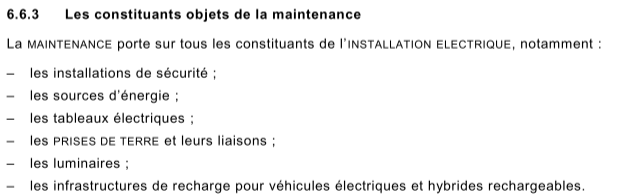 6.6.3 Les constituants objets de la maintenance
La MAINTENANCE porte sur tous les constituants de l'INSTALLATION ELECTRIQUE, notamment :
– les installations de sécurité ;
– les sources d'énergie ;
– les tableaux électriques ;
– les PRISES DE TERRE et leurs liaisons ;
– les luminaires ;
– les infrastructures de recharge pour véhicules électriques et hybrides rechargeables.